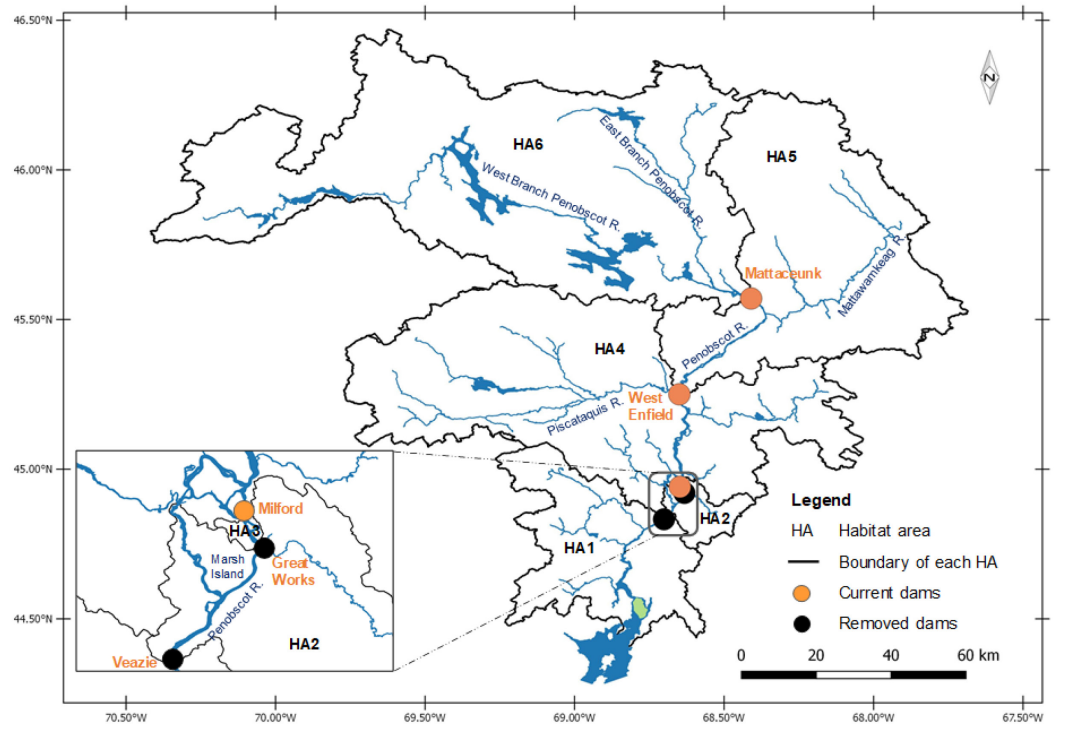 46.50°N
46.00°N
45.50°N
45.00°N
44.50°N
70.50°W
70.00°W
69.50°W
69.00°W
68.50°W
68.00°W
67.50°W
N
HA6
East Branch Penobscot R.
West Branch Penobscot R.
HA5
Mattaceunk
Mattawamkeag R.
Penobscot R.
HA4
West
Enfield
Piscataquis R.
HA2
HA1
Milford
HA3
Marsh
Island
Great
Works
Penobscot R.
Veazie
HA2
Legend
HA Habitat area
Boundary of each HA
Current dams
Removed dams
0 20 40 60 km